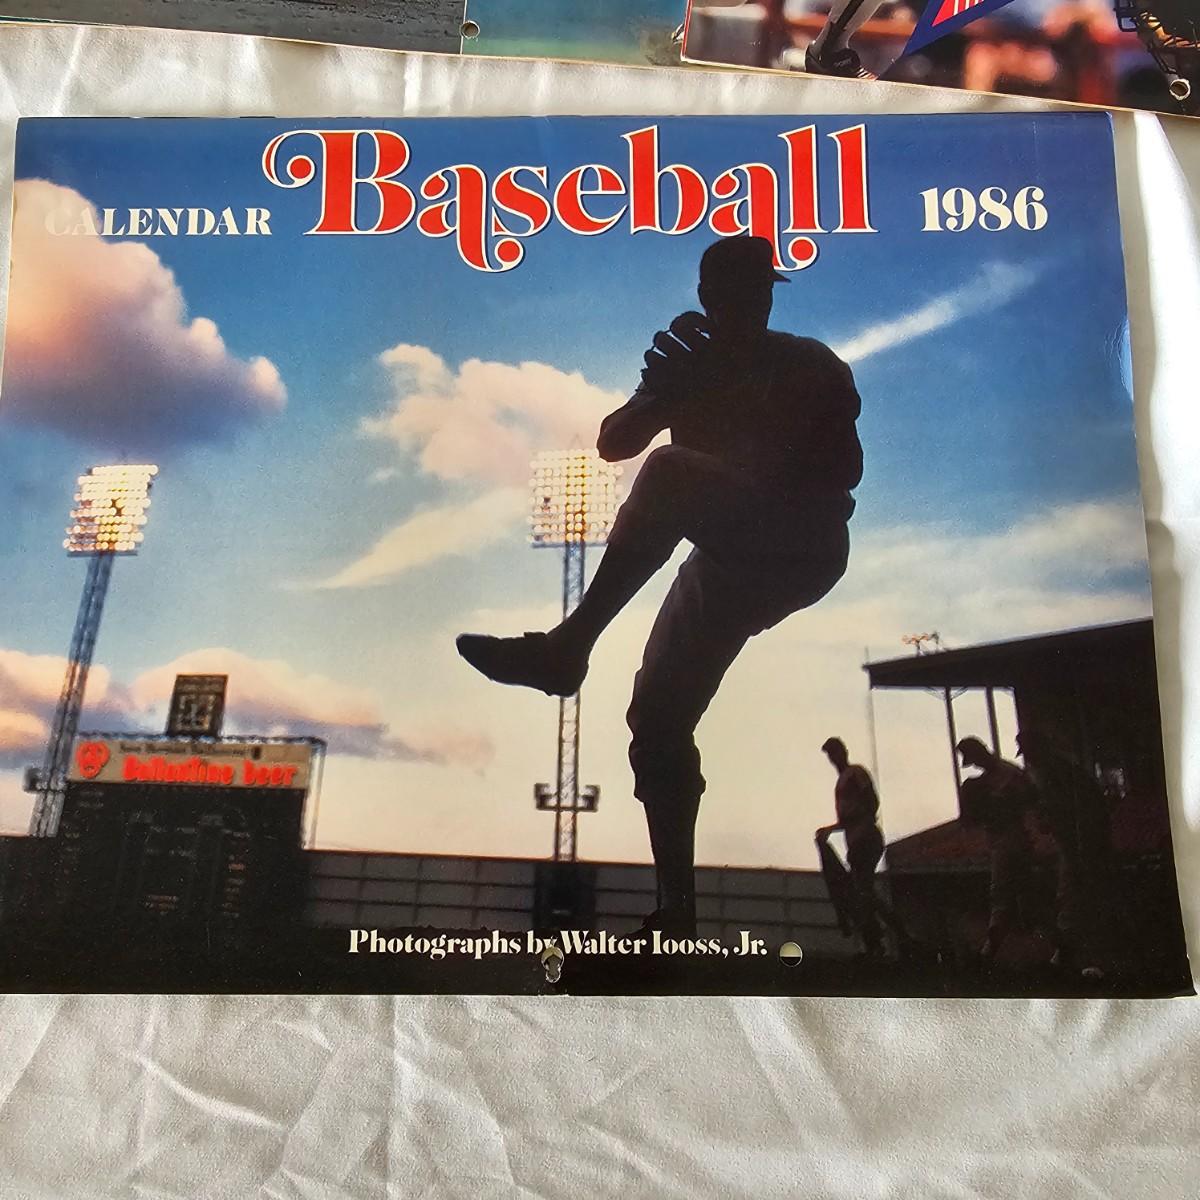 CALENDAR Baseball 1986
Ballantine beer
Photographs by Walter Iooss, Jr.